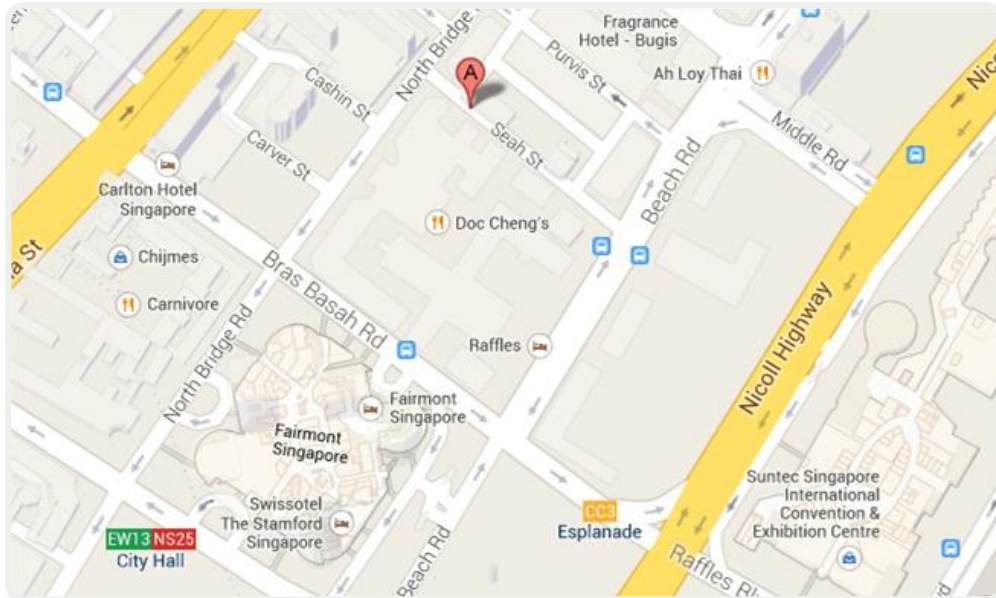 Fragrance
Hotel - Bugis
North Bridge
Purvis St
Ah Loy Thai
A
Cashin St
Seah St
Middle Rd
Carver St
Beach Rd
Carlton Hotel
Singapore
Doc Cheng's
Chijmes
Bras Basah Rd
Carnivore
Raffles
North Bridge Rd
Nicoll Highway
Fairmont
Singapore
Fairmont
Singapore
Suntec Singapore
International
Convention &
Exhibition Centre
Swissotel
The Stamford
Singapore
CC3
Esplanade
EW13 NS25
City Hall
Beach Rd
Raffles